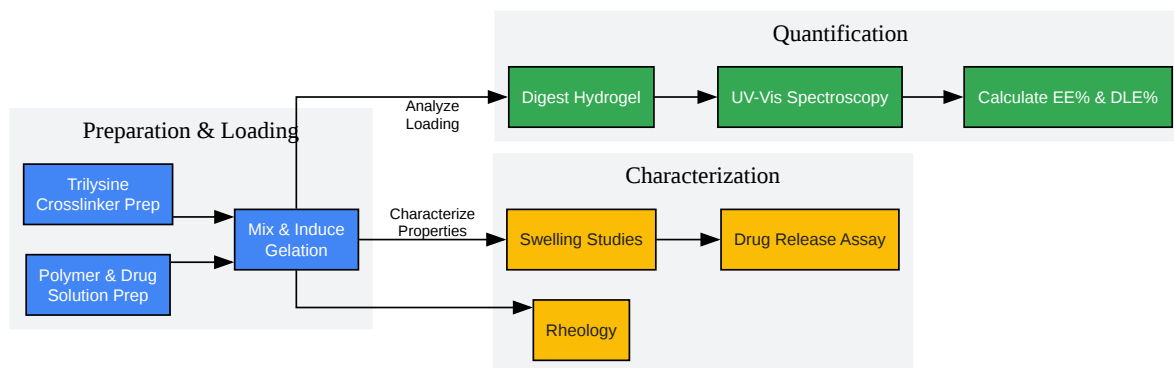 Quantification
Digest Hydrogel
UV-Vis Spectroscopy
Calculate EE% & DLE%
Analyze
Loading
Preparation & Loading
Trilysine
Crosslinker Prep
Polymer & Drug
Solution Prep
Mix & Induce
Gelation
Characterize
Properties
Characterization
Swelling Studies
Drug Release Assay
Rheology